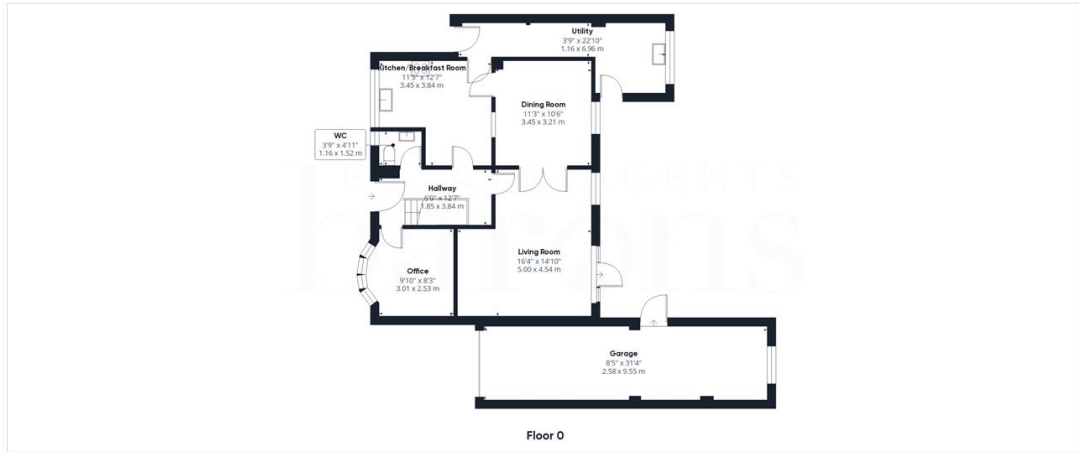 Utility
3'9" x 22'10"
1.16 x 6.96 m
Kitchen/Breakfast Room
11'3" x 12'7"
3.45 x 3.84 m
Dining Room
11'3" x 10'6"
3.45 x 3.21 m
WC
3'9" x 4'11"
1.16 x 1.52 m
ESTATE AGENTS
barons
Hallway
6'0" x 12'7"
1.85 x 3.84 m
Living Room
16'4" x 14'10"
5.00 x 4.54 m
Office
9'10" x 8'3"
3.01 x 2.53 m
Garage
8'5" x 31'4"
2.58 x 9.55 m
Floor 0